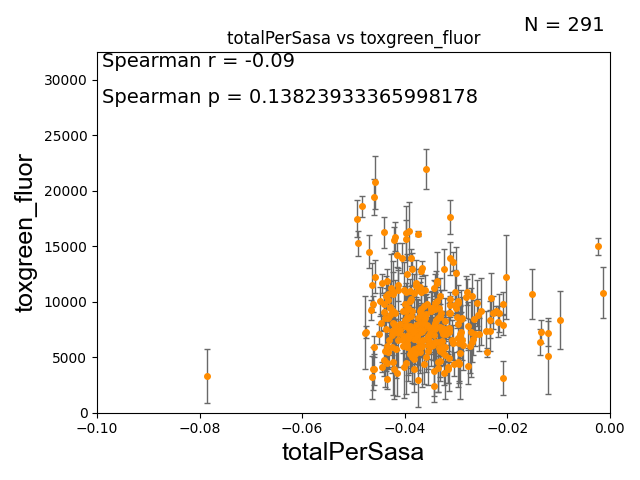 N = 291
totalPerSasa vs toxgreen_fluor
Spearman r = -0.09
Spearman p = 0.13823933365998178
30000
25000
20000
15000
10000
5000
0
toxgreen_fluor
−0.10
−0.08
−0.06
−0.04
−0.02
0.00
totalPerSasa